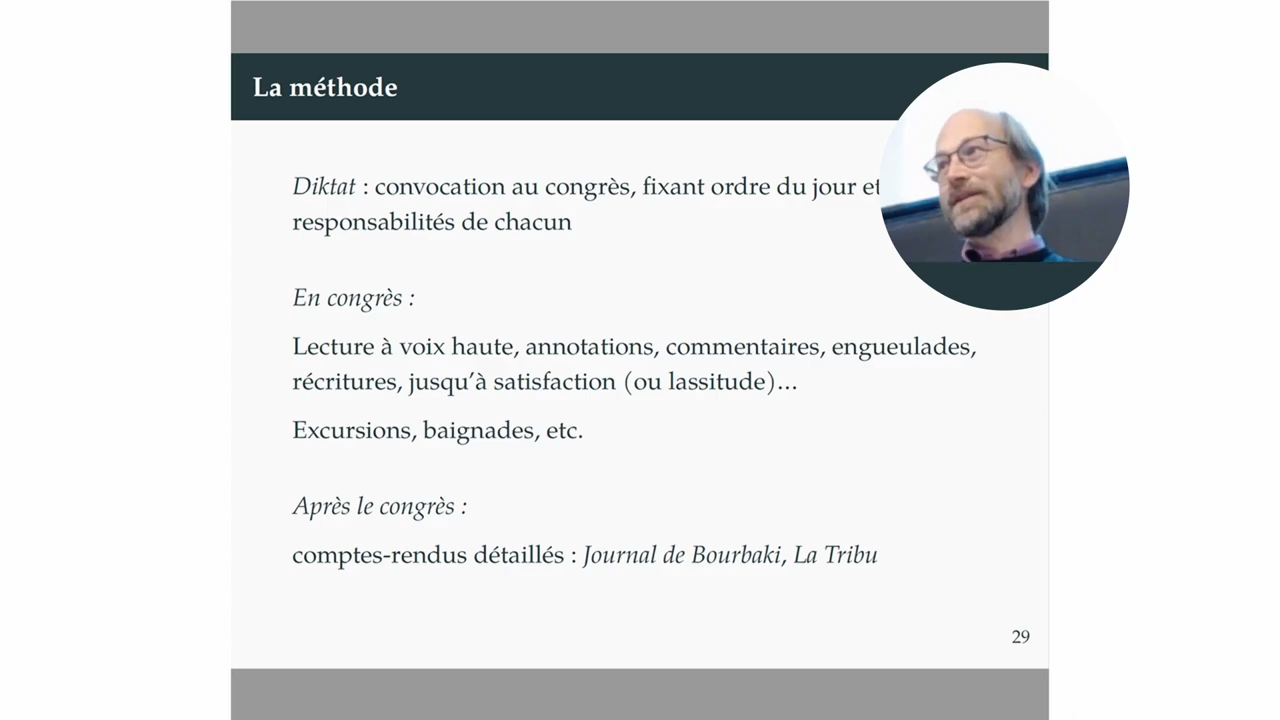 La méthode
Diktat : convocation au congrès, fixant ordre du jour et
responsabilités de chacun
En congrès :
Lecture à voix haute, annotations, commentaires, engueulades,
récritures, jusqu'à satisfaction (ou lassitude)...
Excursions, baignades, etc.
Après le congrès :
comptes-rendus détaillés : Journal de Bourbaki, La Tribu
29